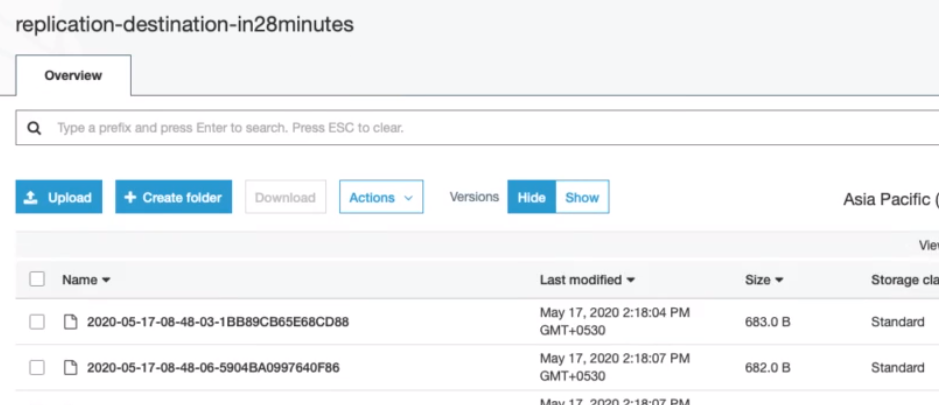 replication-destination-in28minutes
Overview
Type a prefix and press Enter to search. Press ESC to clear.
Upload + Create folder Download Actions Versions Hide Show Asia Pacific (
Vie
Name Last modified Size Storage cla
2020-05-17-08-48-03-1BB89CB65E68CD88 May 17, 2020 2:18:04 PM GMT+0530 683.0 B Standard
2020-05-17-08-48-06-5904BA0997640F86 May 17, 2020 2:18:07 PM GMT+0530 682.0 B Standard
May 17, 2020 2:18:07 PM